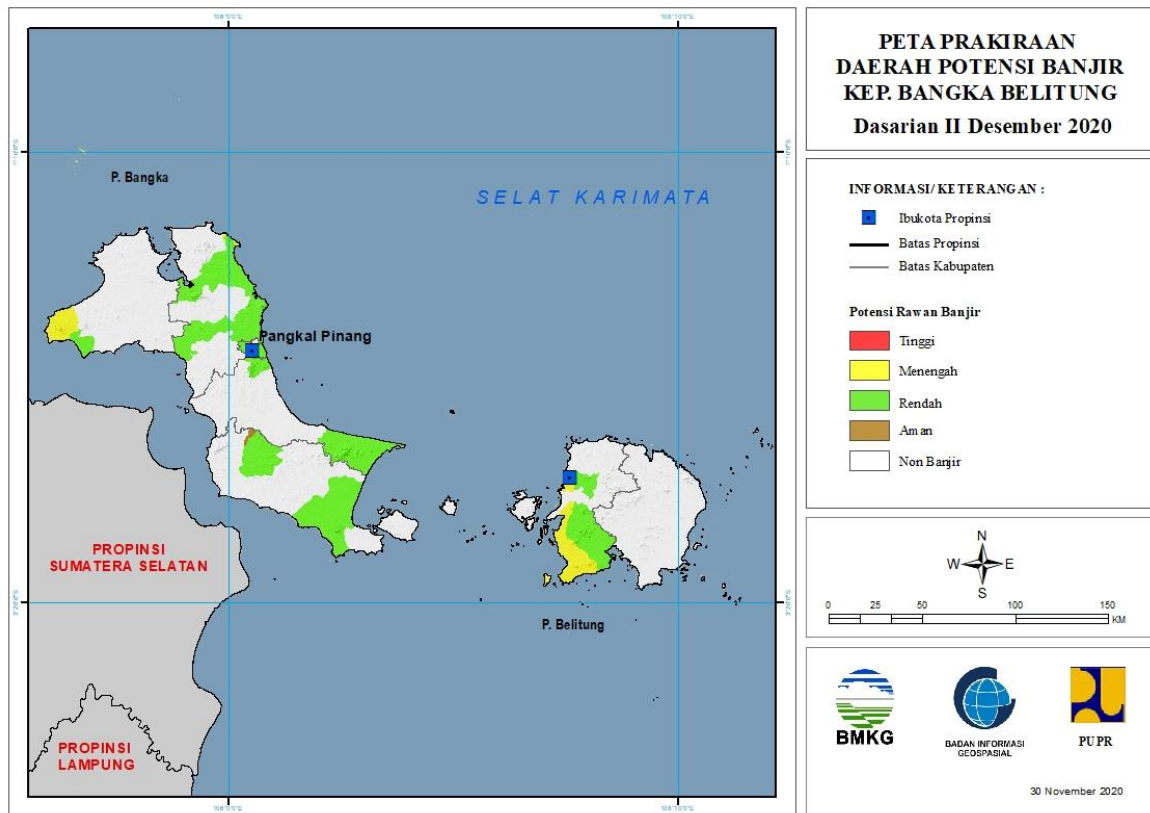 PETA PRAKIRAAN
DAERAH POTENSI BANJIR
KEP. BANGKA BELITUNG
Dasarian II Desember 2020
P. Bangka
SELAT KARIMATA
Pangkal Pinang
PROPINSI
SUMATERA SELATAN
P. Belitung
PROPINSI
LAMPUNG
INFORMASI/ KETERANGAN :
Ibukota Propinsi
Batas Propinsi
Batas Kabupaten
Potensi Rawan Banjir
Tinggi
Menengah
Rendah
Aman
Non Banjir
N
W E
S
0 25 50 100 150
KM
BMKG
BADAN INFORMASI
GEOSPASIAL
PUPR
30 November 2020